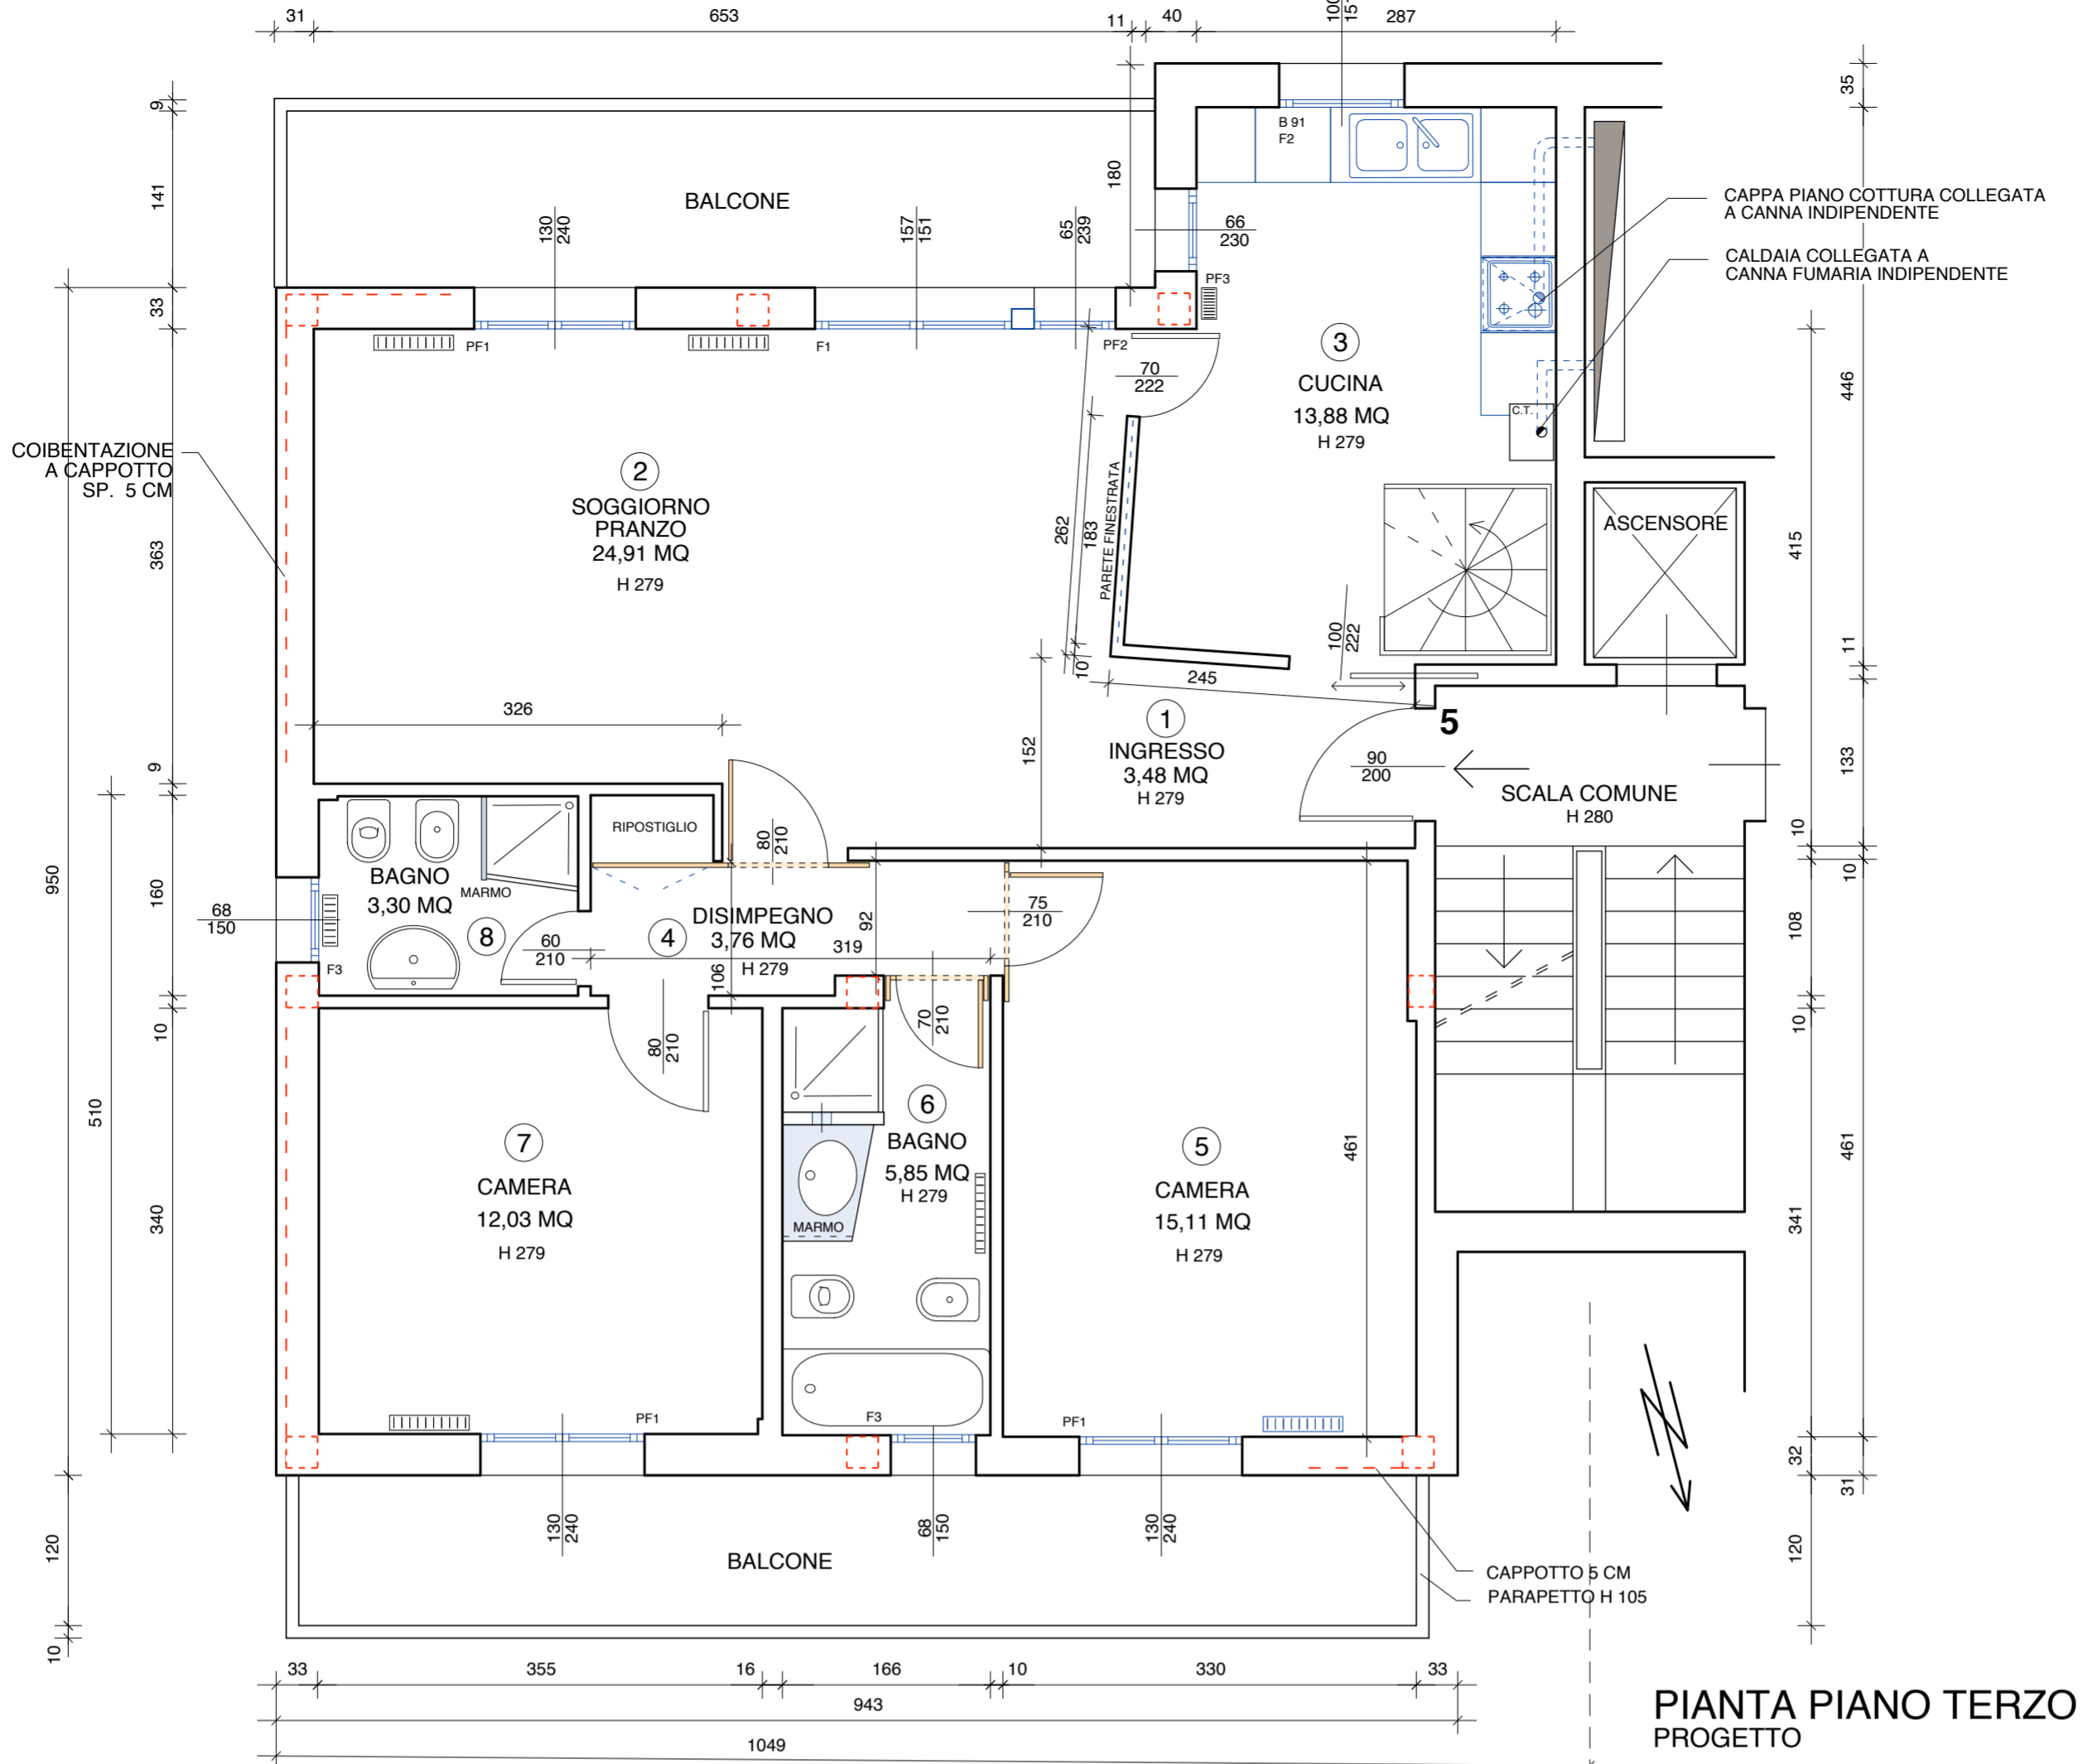 31
653
11
40
100
151
287
9
141
33
363
9
160
10
340
950
510
120
10
35
446
11
133
10
461
31
415
10
108
10
341
32
120
BALCONE
130
240
157
151
65
239
180
66
230
PF3
B 91
F2
CAPPA PIANO COTTURA COLLEGATA
A CANNA INDIPENDENTE
CALDAIA COLLEGATA A
CANNA FUMARIA INDIPENDENTE
PF1
F1
PF2
70
222
3
CUCINA
13,88 MQ
H 279
C.T.
COIBENTAZIONE
A CAPPOTTO
SP. 5 CM
2
SOGGIORNO
PRANZO
24,91 MQ
H 279
262
183
PARETE FINESTRATA
10
245
100
222
ASCENSORE
326
152
1
INGRESSO
3,48 MQ
H 279
5
90
200
SCALA COMUNE
H 280
RIPOSTIGLIO
80
210
BAGNO
3,30 MQ
MARMO
8
68
150
F3
60
210
4
DISIMPEGNO
3,76 MQ
H 279
92
319
106
75
210
80
210
70
210
7
CAMERA
12,03 MQ
H 279
6
BAGNO
5,85 MQ
H 279
MARMO
5
CAMERA
15,11 MQ
H 279
461
PF1
F3
PF1
130
240
68
150
130
240
BALCONE
CAPPOTTO 5 CM
PARAPETTO H 105
33
355
16
166
10
330
33
943
1049
PIANTA PIANO TERZO
PROGETTO